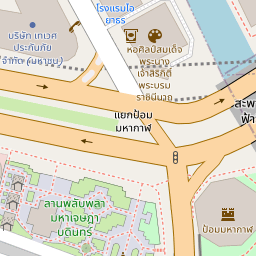 โรงแรมไอ
ยาธร
บริษัท เทเวศ
ประกันภัย
จำกัด (มหาชน)
หอศิลป์สมเด็จ
พระนาง
เจ้าสิริกิติ์
พระบรม
ราชินีนาถ
แยกป้อม
มหากาฬ
ลานพลับพลา
มหาเจษฎา
บดินทร์
ป้อมมหากาฬ